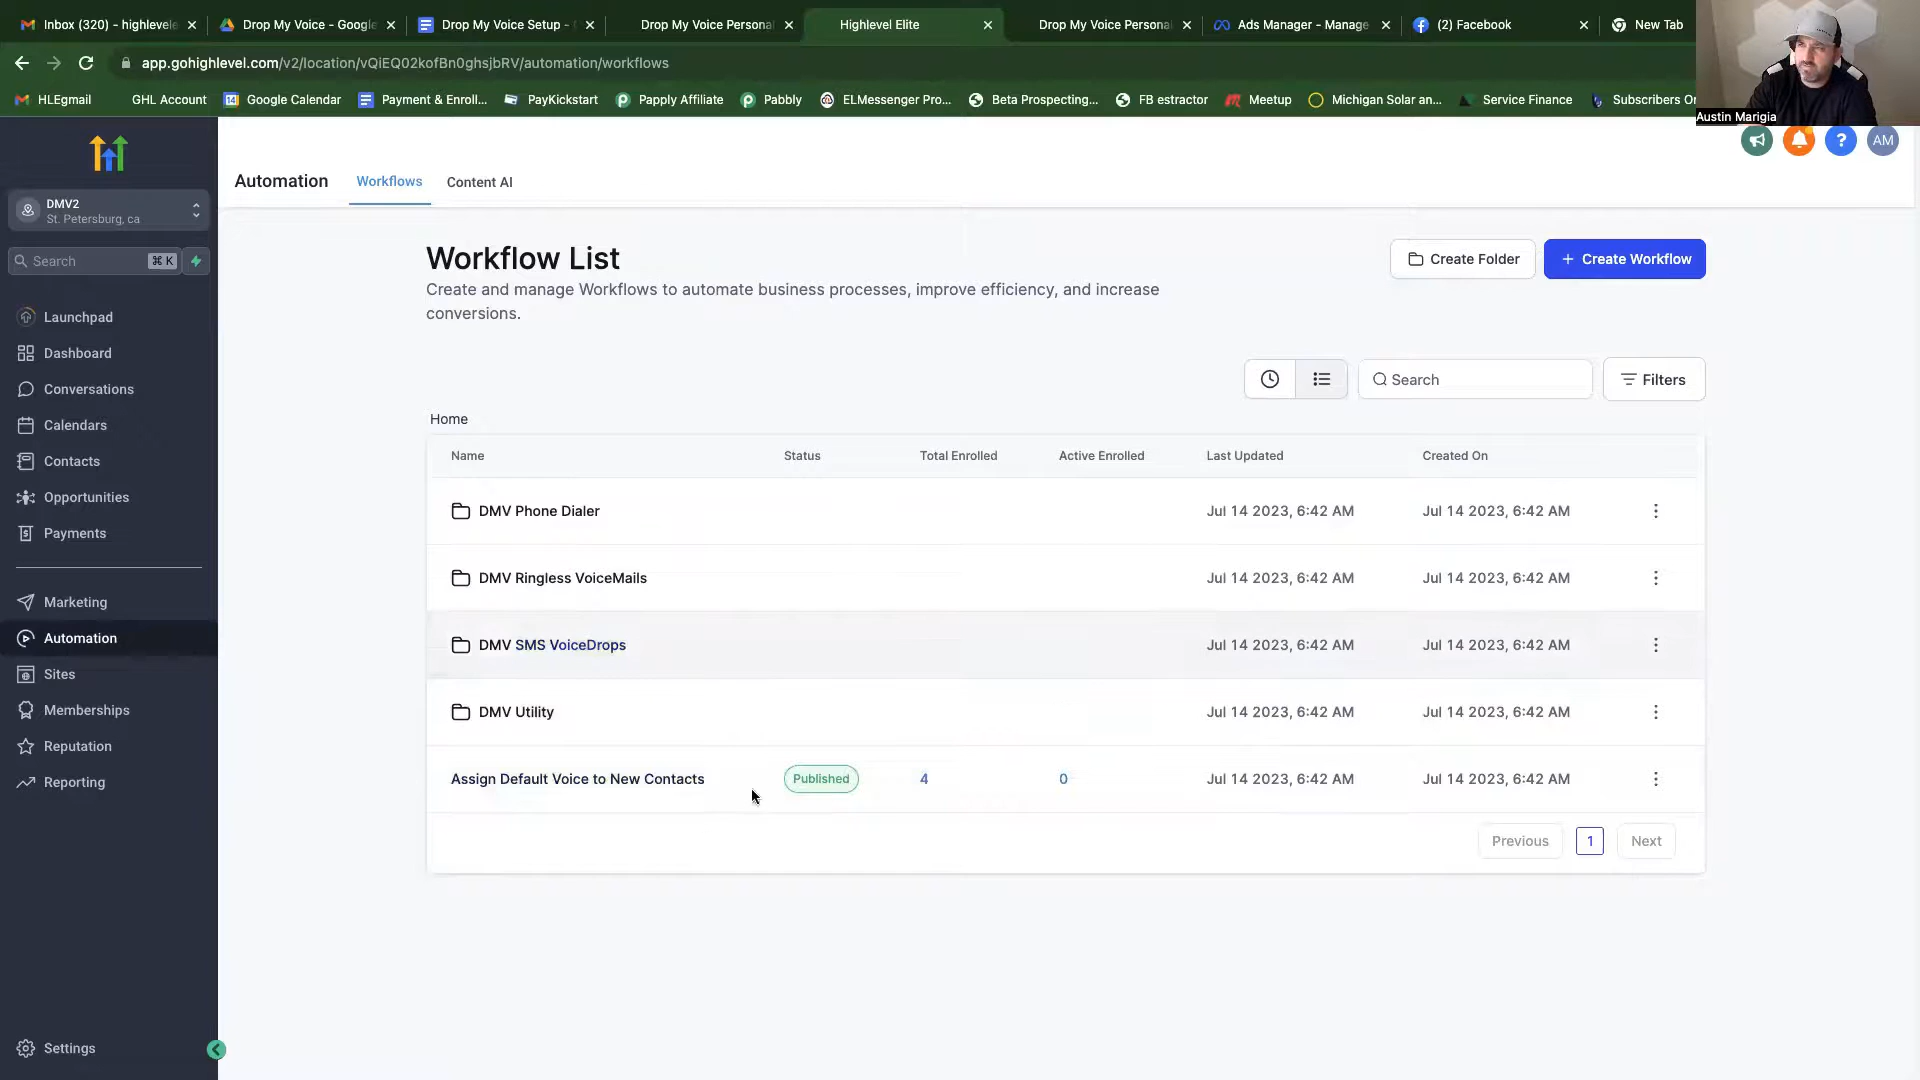 Inbox (320) - highlevele
Drop My Voice - Google
Drop My Voice Setup -
Drop My Voice Persona
Highlevel Elite
Drop My Voice Persona
Ads Manager - Manage
(2) Facebook
New Tab
app.gohighlevel.com/v2/location/vQiEQ02kofBn0ghsjbRV/automation/workflows
HLEgmail
GHL Account
14
Google Calendar
Payment & Enroll...
PayKickstart
Papply Affiliate
Pabbly
ELMessenger Pro...
Beta Prospecting...
FB estractor
Meetup
Michigan Solar an...
Service Finance
Subscribers O
Austin Marigia
AM
DMV2
St. Petersburg, ca
Search
⌘ K
Launchpad
Dashboard
Conversations
Calendars
Contacts
Opportunities
Payments
Marketing
Automation
Sites
Memberships
Reputation
Reporting
Settings
Automation
Workflows
Content AI
Workflow List
Create and manage Workflows to automate business processes, improve efficiency, and increase
conversions.
Create Folder
+ Create Workflow
Search
Filters
Home
Name Status Total Enrolled Active Enrolled Last Updated Created On
DMV Phone Dialer Jul 14 2023, 6:42 AM Jul 14 2023, 6:42 AM
DMV Ringless VoiceMails Jul 14 2023, 6:42 AM Jul 14 2023, 6:42 AM
DMV SMS VoiceDrops Jul 14 2023, 6:42 AM Jul 14 2023, 6:42 AM
DMV Utility Jul 14 2023, 6:42 AM Jul 14 2023, 6:42 AM
Assign Default Voice to New Contacts Published 4 0 Jul 14 2023, 6:42 AM Jul 14 2023, 6:42 AM
Previous 1 Next